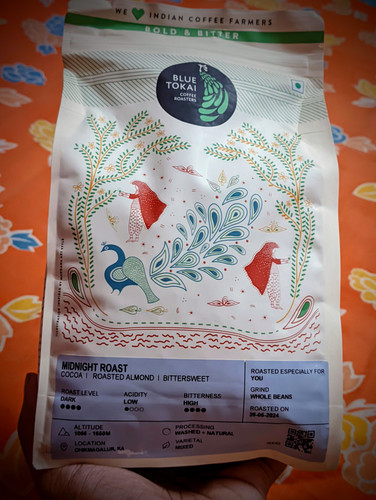 WE ♥ INDIAN COFFEE FARMERS
BOLD & BITTER
BLUE
TOKAI
COFFEE
ROASTERS
MIDNIGHT ROAST
COCOA | ROASTED ALMOND | BITTERSWEET
ROAST LEVEL
DARK
ACIDITY
LOW
BITTERNESS
HIGH
ALTITUDE
LOCATION
CHIKMAGALUR, KA
PROCESSING
WASHED + NATURAL
VARIETAL
MIXED
ROASTED ESPECIALLY FOR
YOU
GRIND
WHOLE BEANS
ROASTED ON